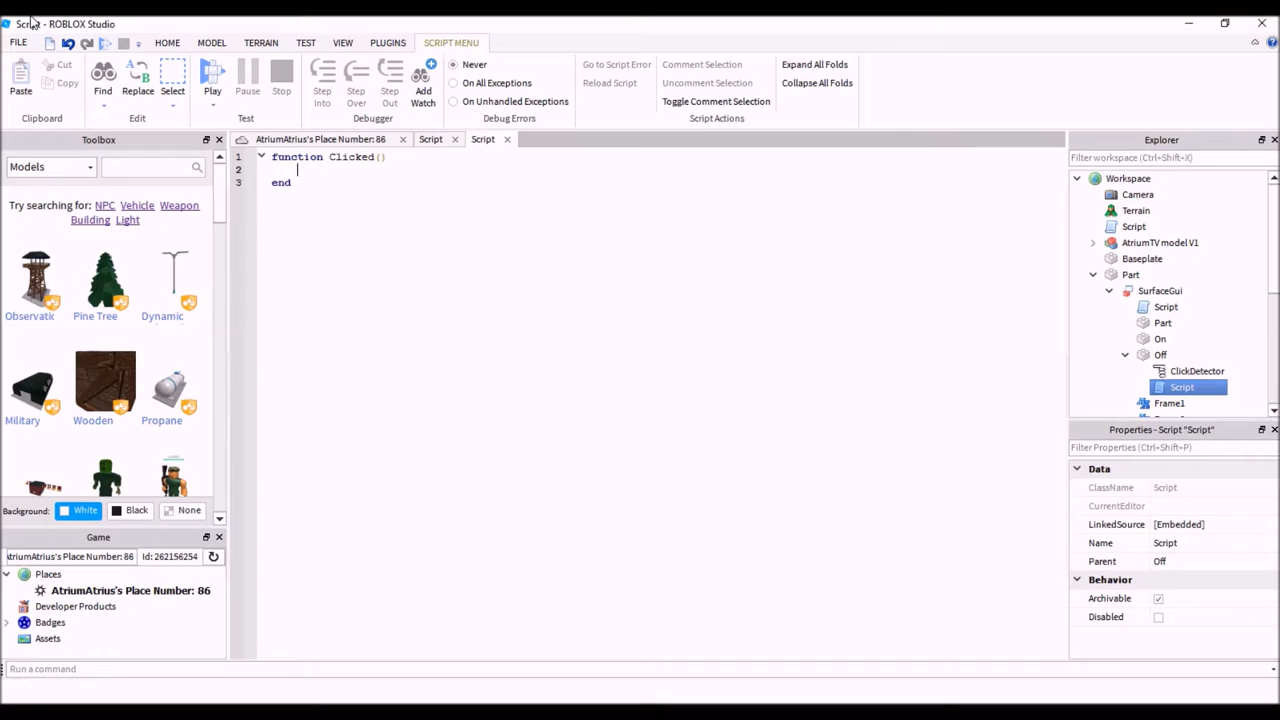 Script - ROBLOX Studio
FILE HOME MODEL TERRAIN TEST VIEW PLUGINS SCRIPT MENU
Paste Cut Copy Find Replace Select Play Pause Stop Step Into Step Over Step Out Add Watch
Never
On All Exceptions
On Unhandled Exceptions
Go to Script Error
Reload Script
Comment Selection
Uncomment Selection
Toggle Comment Selection
Expand All Folds
Collapse All Folds
Clipboard Edit Test Debugger Debug Errors Script Actions
Toolbox
Models
Try searching for: NPC Vehicle Weapon
Building Light
Observatic Pine Tree Dynamic
Military Wooden Propane
Background: White Black None
Game
AtriumAtrius's Place Number: 86 Id: 262156254
Places
AtriumAtrius's Place Number: 86
Developer Products
Badges
Assets
Run a command
AtriumAtrius's Place Number: 86 Script Script
1 function Clicked()
2
3 end
Explorer
Filter workspace (Ctrl+Shift+X)
Workspace
Camera
Terrain
Script
AtriumTV model V1
Baseplate
Part
SurfaceGui
Script
Part
On
Off
ClickDetector
Script
Frame1
Properties - Script "Script"
Filter Properties (Ctrl+Shift+P)
Data
ClassName Script
CurrentEditor
LinkedSource [Embedded]
Name Script
Parent Off
Behavior
Archivable
Disabled